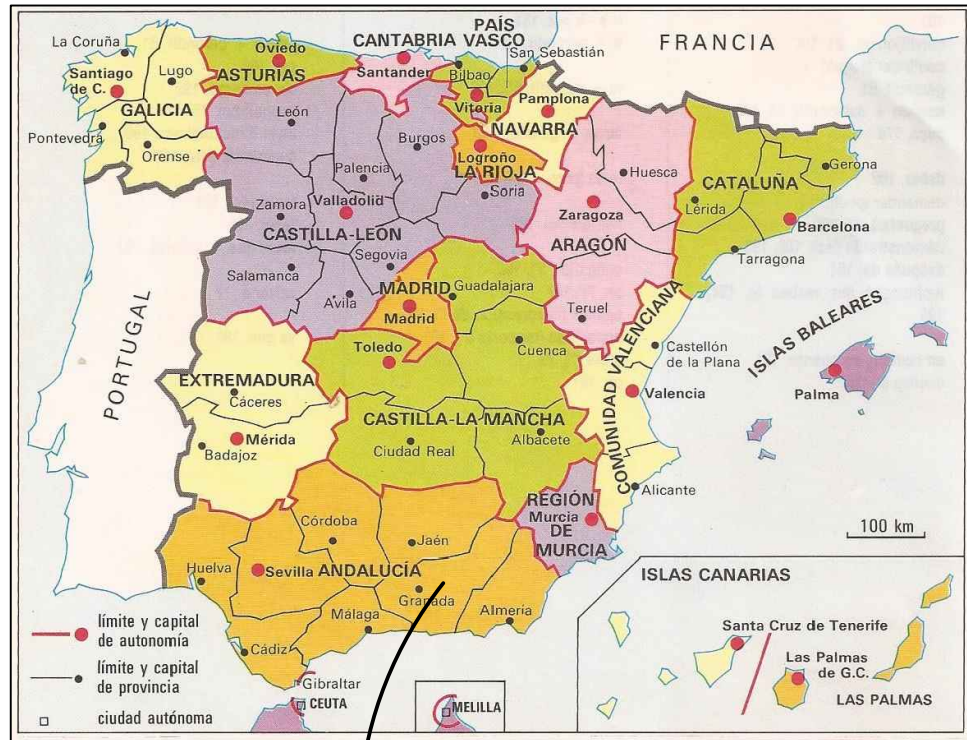 PAÍS
CANTABRIA VASCO
FRANCIA
La Coruña
Oviedo
San Sebastián
Santander
Bilbao
Santiago
de C.
Lugo
ASTURIAS
Vitoria
Pamplona
GALICIA
León
NAVARRA
Pontevedra
Burgos
Gerona
Orense
Logroño
Huesca
Palencia
LA RIOJA
CATALUÑA
Soria
Lérida
Zamora
Valladolid
Zaragoza
Barcelona
CASTILLA-LEÓN
ARAGÓN
Tarragona
Segovia
Salamanca
MADRID
Guadalajara
Avila
Madrid
Teruel
PORTUGAL
Toledo
Cuenca
Castellón
de la Plana
ISLAS BALEARES
EXTREMADURA
Cáceres
Valencia
Palma
COMUNIDAD VALENCIANA
CASTILLA-LA MANCHA
Mérida
Albacete
Badajoz
Ciudad Real
REGIÓN
Alicante
Murcia
DE
MURCIA
100 km
Córdoba
Jaén
Huelva
Sevilla
ANDALUCÍA
ISLAS CANARIAS
Granada
Almería
Málaga
límite y capital
de autonomía
Santa Cruz de Tenerife
Cádiz
Las Palmas
de G.C.
límite y capital
de provincia
Gibraltar
LAS PALMAS
CEUTA
MELILLA
ciudad autónoma